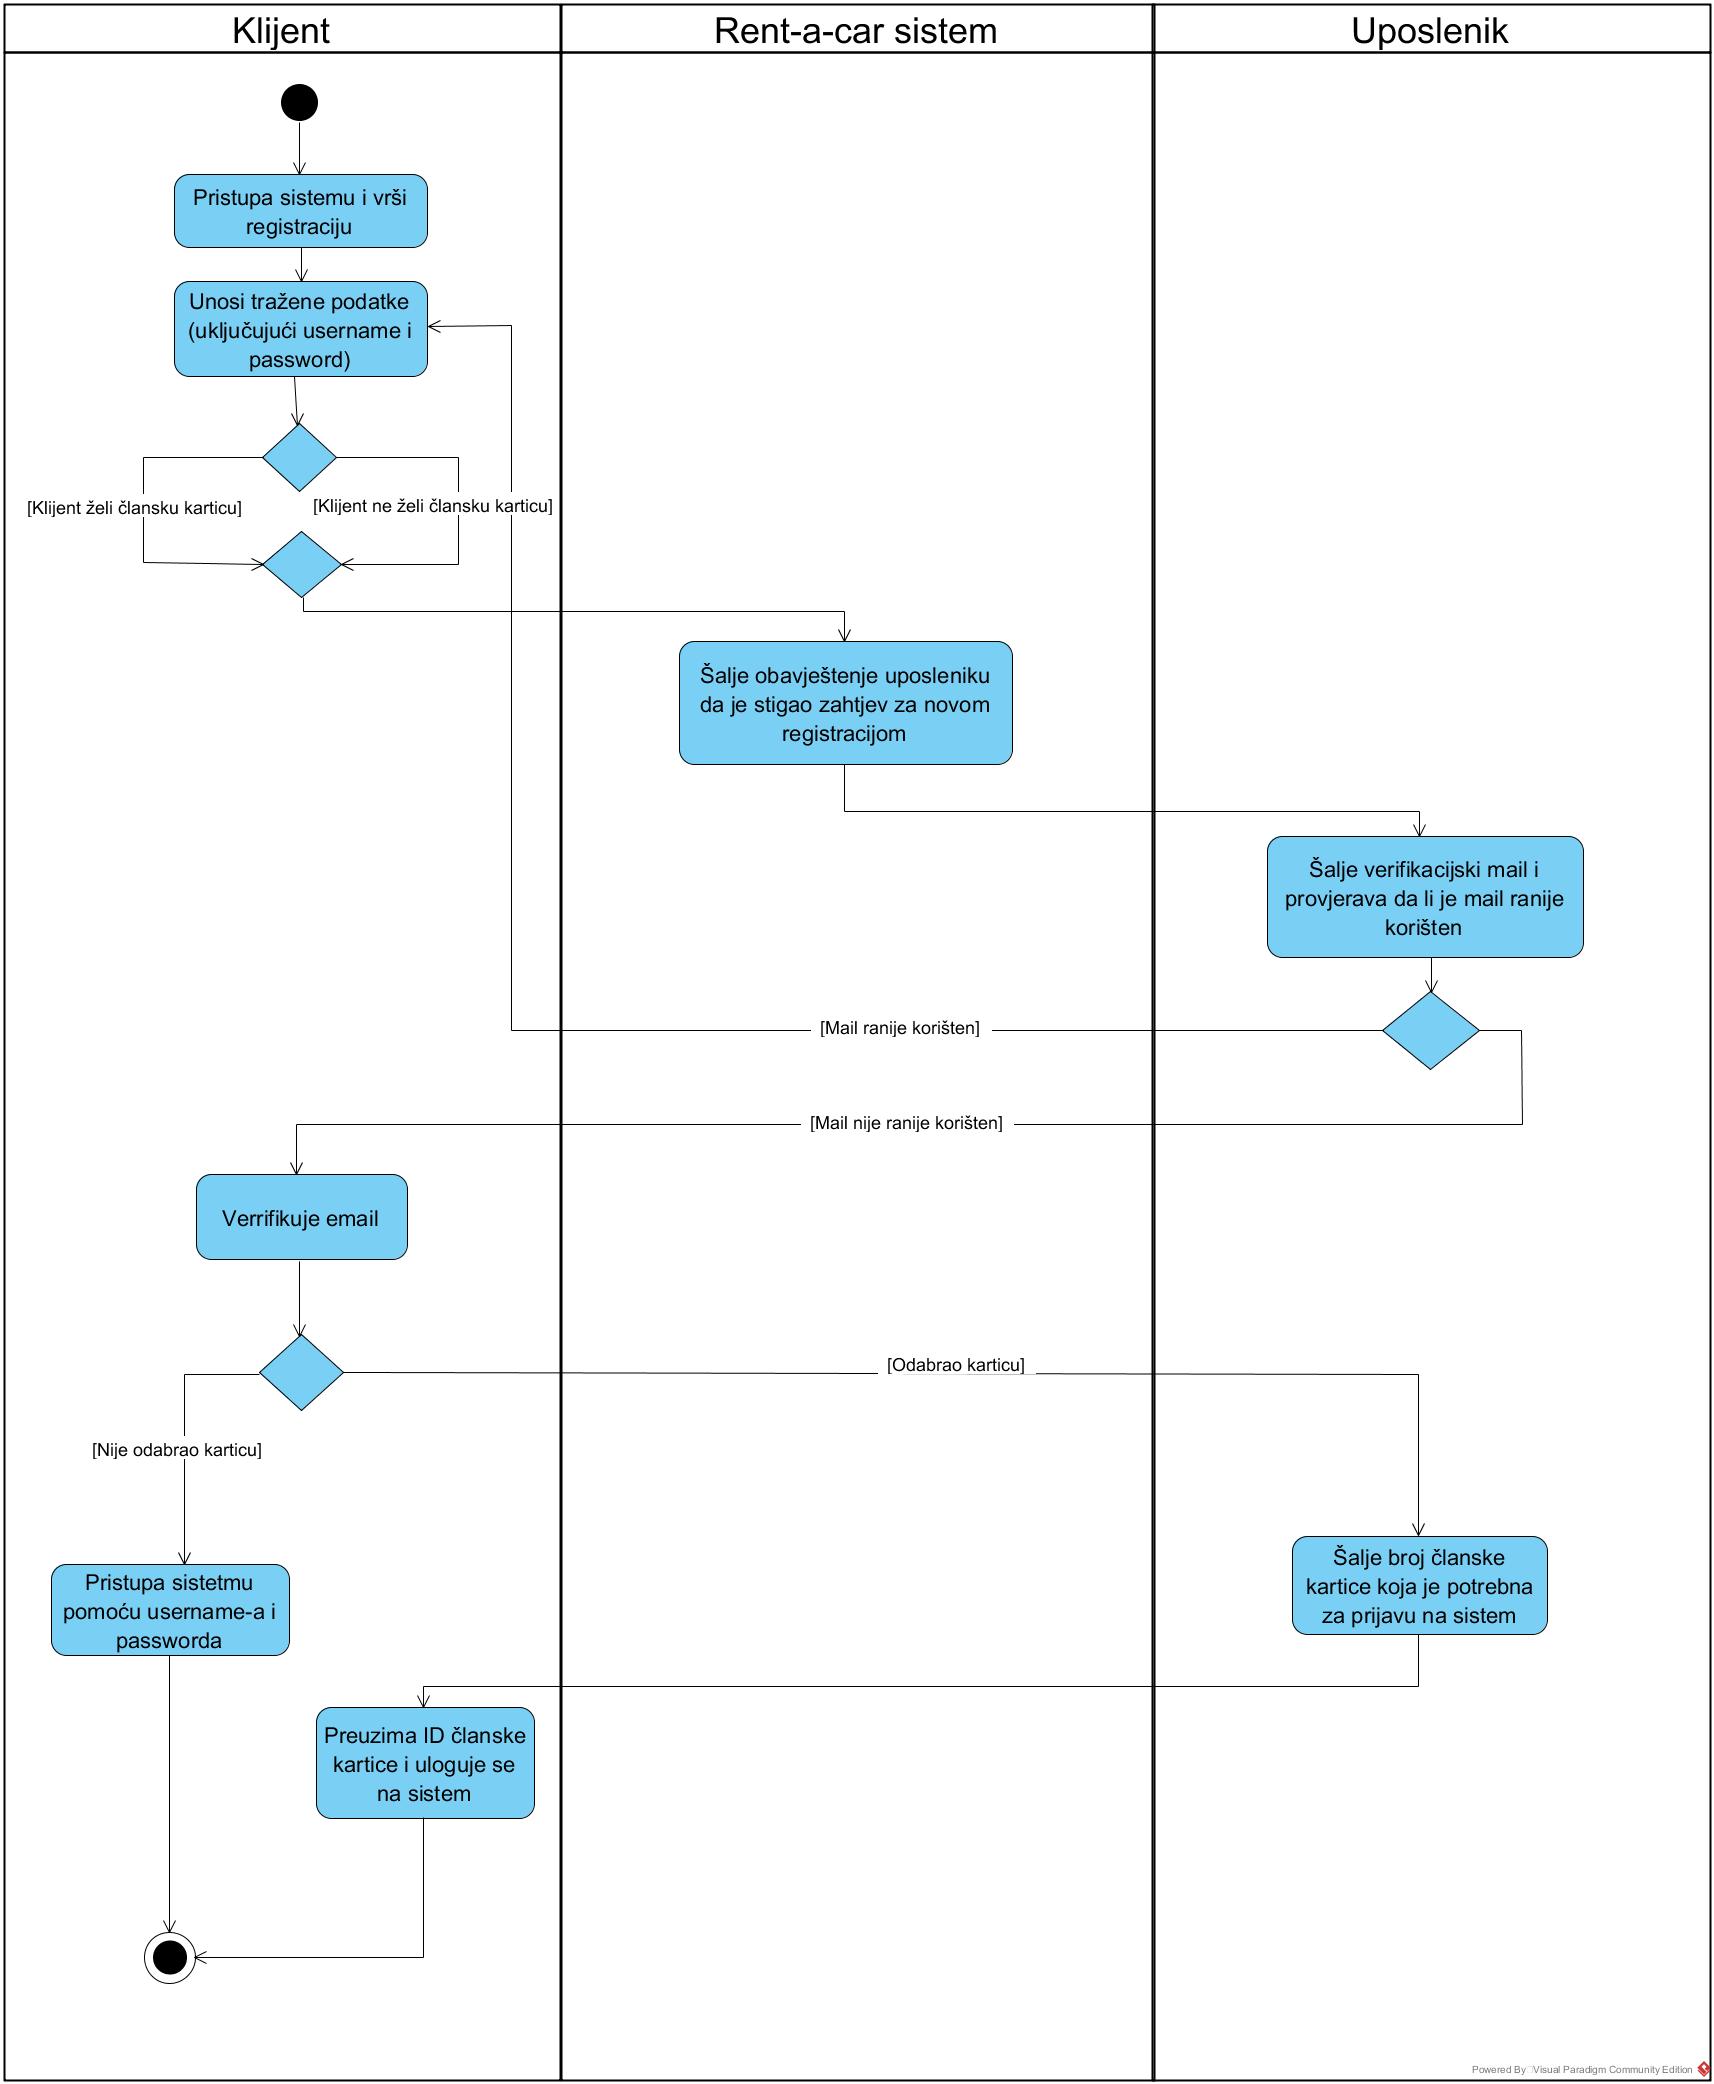 Klijent
Rent-a-car sistem
Uposlenik
Pristupa sistemu i vrši
registraciju
Unosi tražene podatke
(uključujući username i
password)
[Klijent želi člansku karticu]
[Klijent ne želi člansku karticu]
Šalje obavještenje uposleniku
da je stigao zahtjev za novom
registracijom
Šalje verifikacijski mail i
provjerava da li je mail ranije
korišten
[Mail ranije korišten]
[Mail nije ranije korišten]
Verrifikuje email
[Odabrao karticu]
[Nije odabrao karticu]
Pristupa sistetmu
pomoću username-a i
passworda
Šalje broj članske
kartice koja je potrebna
za prijavu na sistem
Preuzima ID članske
kartice i uloguje se
na sistem
Powered By Visual Paradigm Community Edition